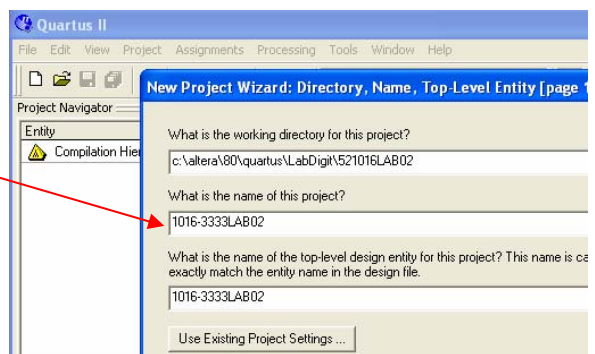 Quartus II
File Edit View Project Assignments Processing Tools Window Help
New Project Wizard: Directory, Name, Top-Level Entity [page
Project Navigator
Entity
Compilation
What is the working directory for this project?
c:\altera\80\quartus\LabDigit\521016LAB02
What is the name of this project?
1016-3333LAB02
What is the name of the top-level design entity for this project? This name is
exactly match the entity name in the design file.
1016-3333LAB02
Use Existing Project Settings ...